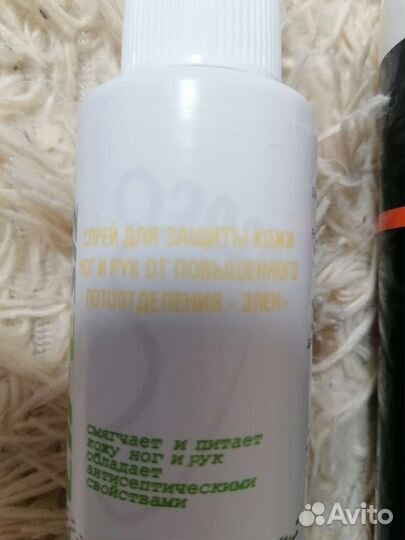 СПРЕЙ ДЛЯ ЗАЩИТЫ КОЖИ
НОГ И РУК ОТ ПОВЫШЕННОГО
ПОТООТДЕЛЕНИЯ « ЭЛЕН»
смягчает и питает
кожу ног и рук
обладает
антисептическими
свойствами
Avito